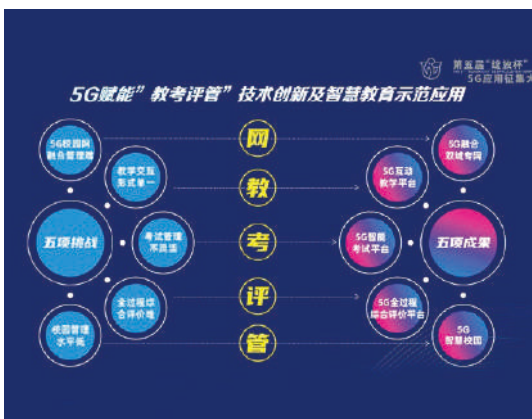 第五届"绽放杯"
5G应用征集大
5G赋能"教考评管"技术创新及智慧教育示范应用
5G校园网
融合管理难
网
5G融合
双域专网
教学交互
形式单一
教
5G互动
教学平台
五项挑战
考试管理
不灵活
考
5G智能
考试平台
五项成果
全过程综
合评价难
评
5G全过程
综合评价平台
校园管理
水平低
管
5G
智慧校园